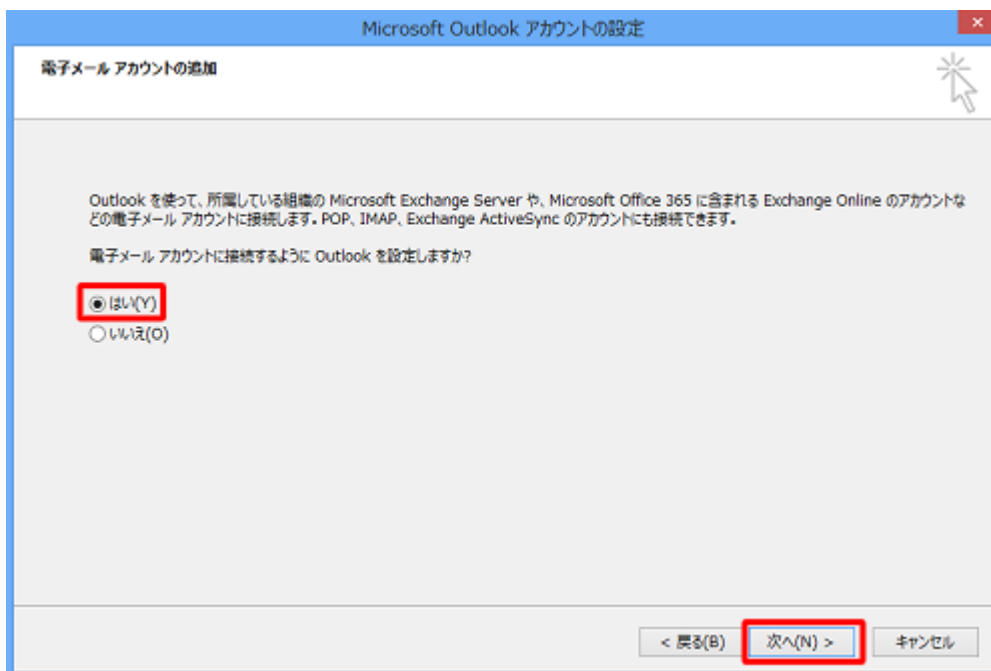 Microsoft Outlook アカウントの設定
電子メール アカウントの追加
Outlook を使って、所属している組織の Microsoft Exchange Server や、Microsoft Office 365 に含まれる Exchange Online のアカウントな
どの電子メール アカウントに接続します。POP、IMAP、Exchange ActiveSync のアカウントにも接続できます。
電子メール アカウントに接続するように Outlook を設定しますか?
はい(Y)
いいえ(O)
< 戻る(B) 次へ(N) > キャンセル